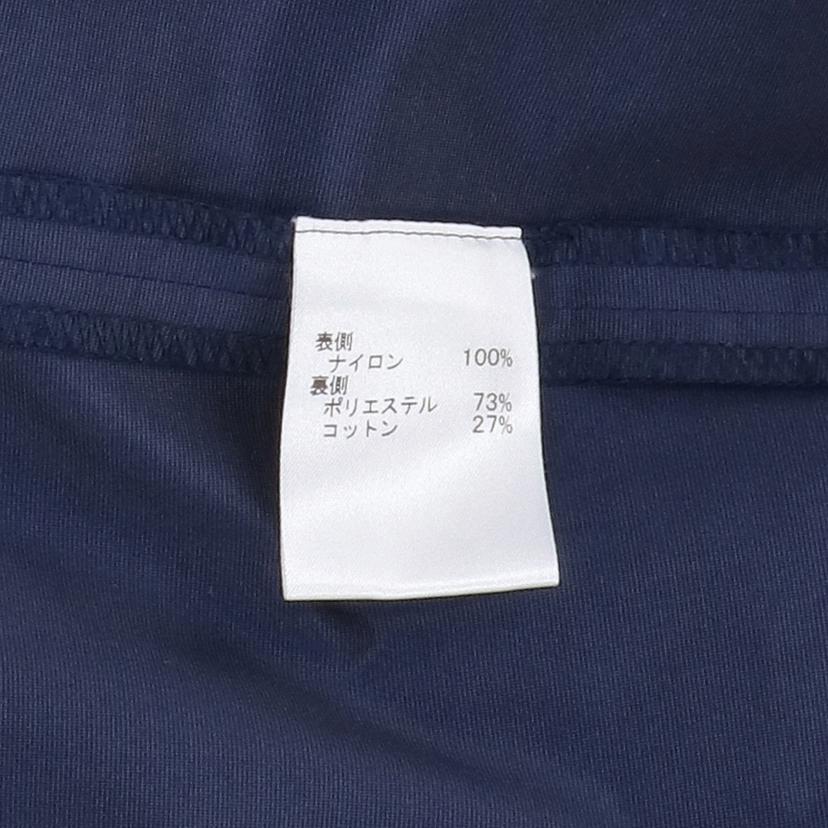 表側
ナイロン 100%
裏側
ポリエステル 73%
コットン 27%